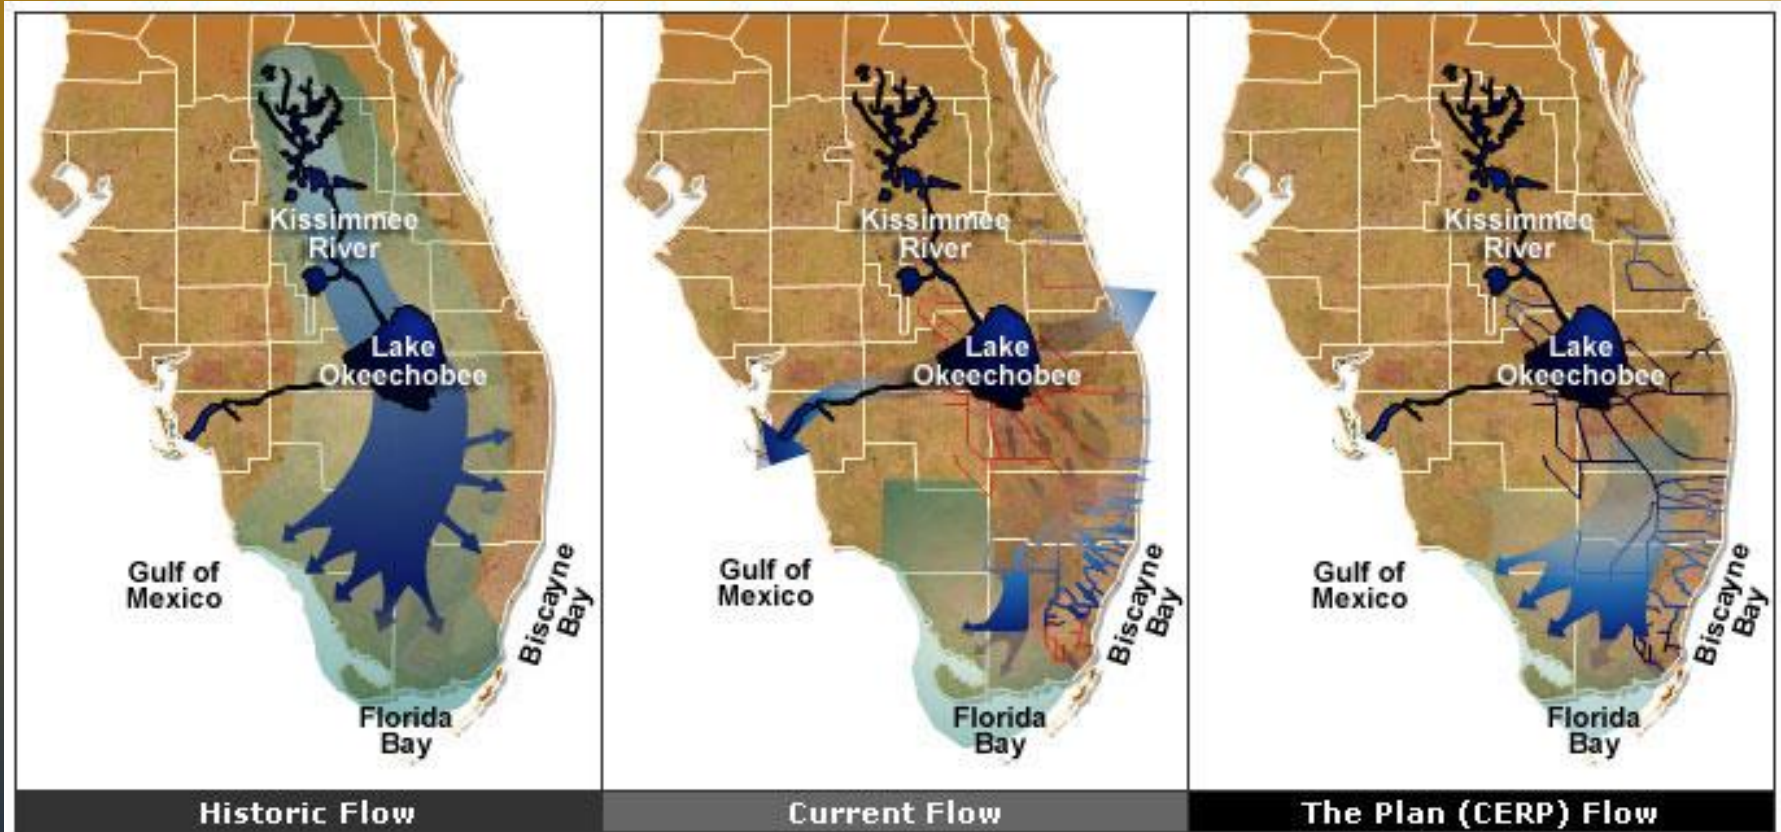 Kissimmee
River
Lake
Okeechobee
Gulf of
Mexico
Biscayne
Bay
Florida
Bay
Historic Flow
Kissimmee
River
Lake
Okeechobee
Gulf of
Mexico
Biscayne
Bay
Florida
Bay
Current Flow
Kissimmee
River
Lake
Okeechobee
Gulf of
Mexico
Biscayne
Bay
Florida
Bay
The Plan (CERP) Flow